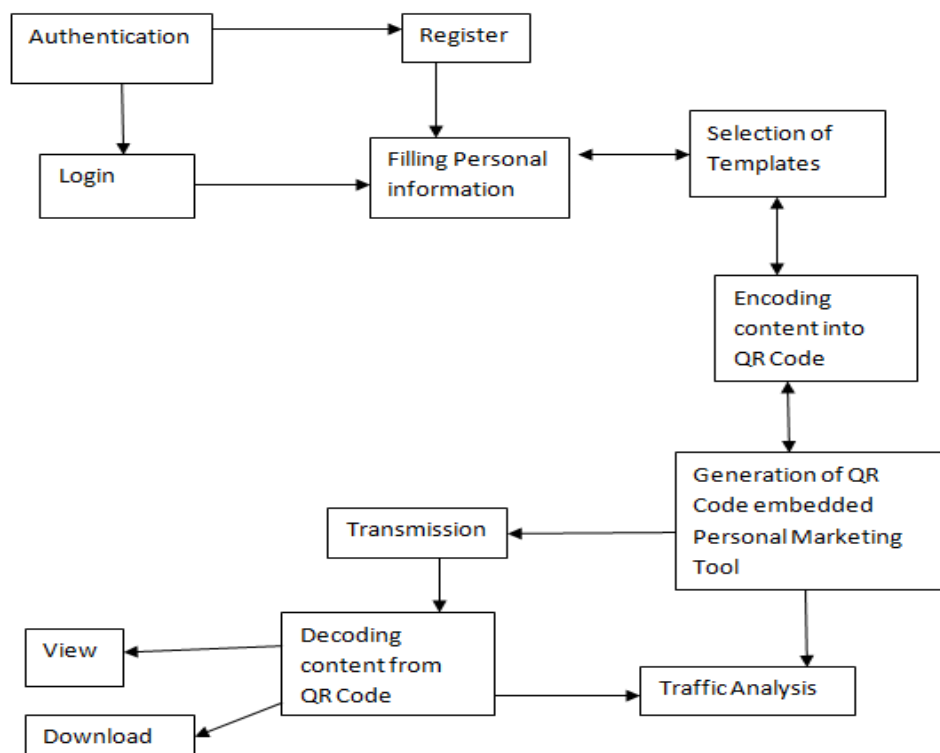 Authentication
Register
Login
Filling Personal
information
Selection of
Templates
Encoding
content into
QR Code
Generation of QR
Code embedded
Personal Marketing
Tool
Transmission
Decoding
content from
QR Code
View
Download
Traffic Analysis